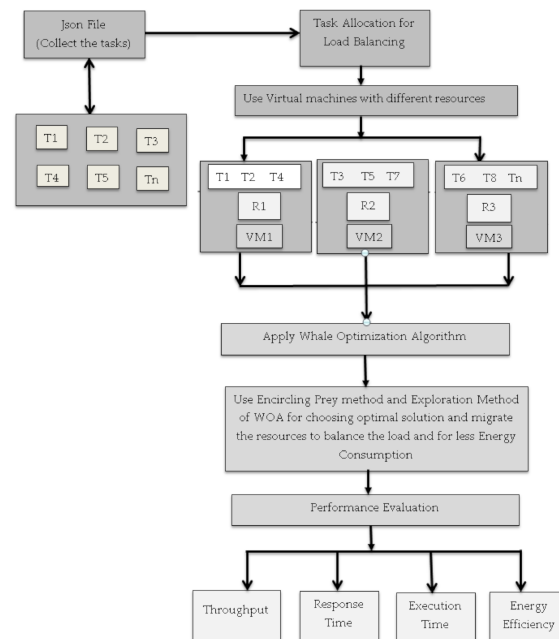 Json File
(Collect the tasks)
Task Allocation for
Load Balancing
Use Virtual machines with different resources
T1 T2 T3
T4 T5 Tn
T1 T2 T4
R1
VM1
T3 T5 T7
R2
VM2
T6 T8 Tn
R3
VM3
Apply Whale Optimization Algorithm
Use Encircling Prey method and Exploration Method
of WOA for choosing optimal solution and migrate
the resources to balance the load and for less Energy
Consumption
Performance Evaluation
Throughput
Response
Time
Execution
Time
Energy
Efficiency